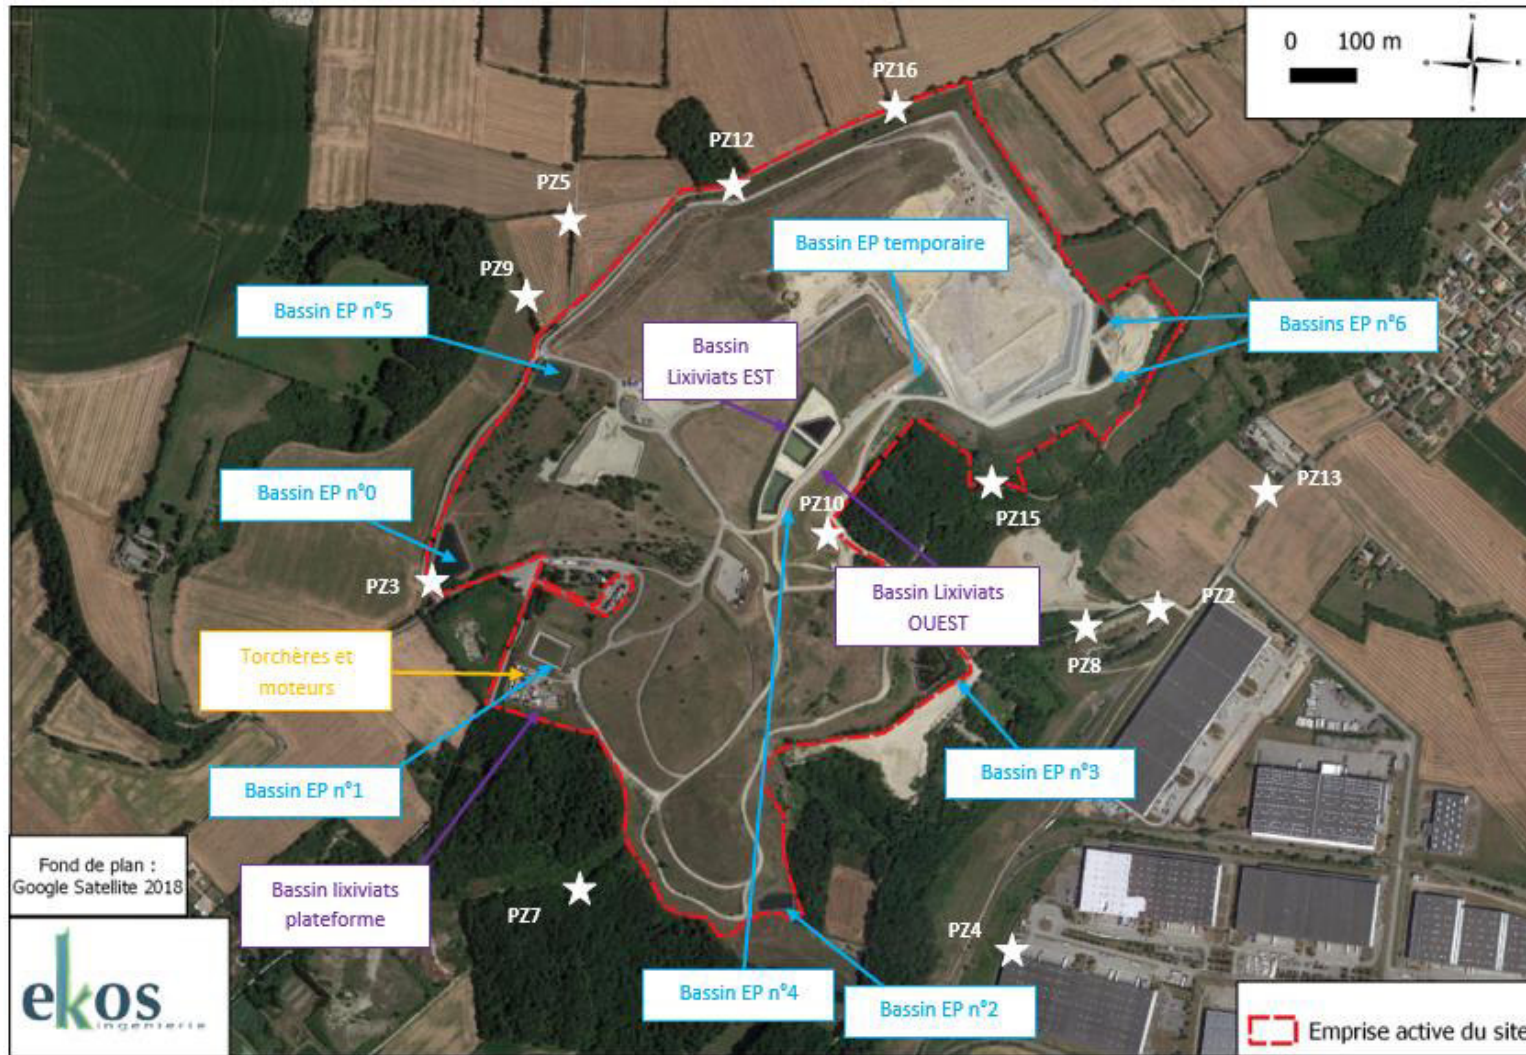 0 100 m
PZ16
PZ12
PZ5
PZ9
Bassin EP temporaire
Bassin EP n°5
Bassins EP n°6
Bassin
Lixiviats EST
Bassin EP n°0
PZ13
PZ15
PZ10
PZ3
Bassin Lixiviats
OUEST
PZ2
PZ8
Torchères et
moteurs
Bassin EP n°3
Bassin EP n°1
Fond de plan :
Google Satellite 2018
Bassin lixiviats
plateforme
PZ7
PZ4
Bassin EP n°4
Bassin EP n°2
ekos
ingenierie
Emprise active du site